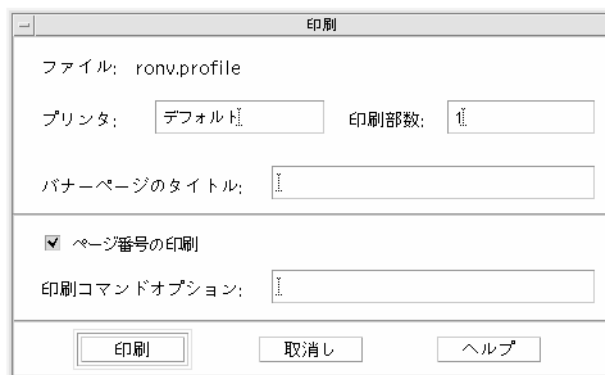 印刷
ファイル: ronv.profile
プリンタ: デフォルト 印刷部数: 1
バナーページのタイトル:
ページ番号の印刷
印刷コマンドオプション:
印刷 取消し ヘルプ